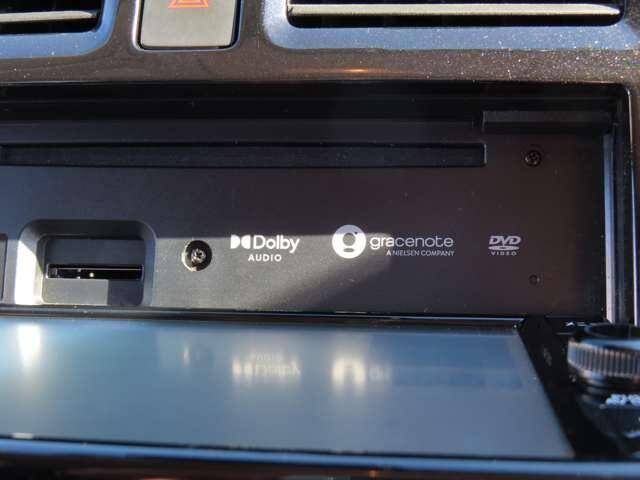 Dolby
AUDIO
gracenote
A NIELSEN COMPANY
DVD
VIDEO